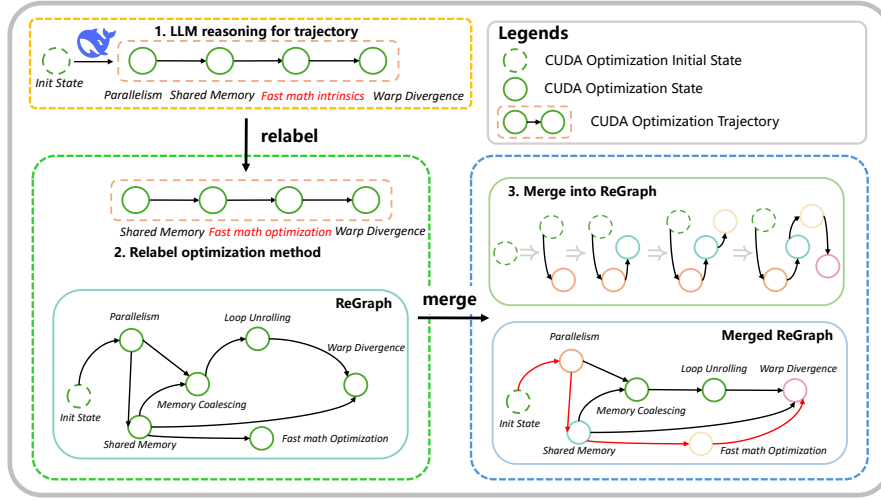 1. LLM reasoning for trajectory
Init State
Parallelism Shared Memory Fast math intrinsics Warp Divergence
Legends
CUDA Optimization Initial State
CUDA Optimization State
CUDA Optimization Trajectory
relabel
Shared Memory Fast math optimization Warp Divergence
2. Relabel optimization method
ReGraph
Parallelism
Loop Unrolling
Warp Divergence
Init State
Memory Coalescing
Shared Memory
Fast math Optimization
merge
3. Merge into ReGraph
Merged ReGraph
Parallelism
Loop Unrolling
Warp Divergence
Init State
Memory Coalescing
Shared Memory
Fast math Optimization